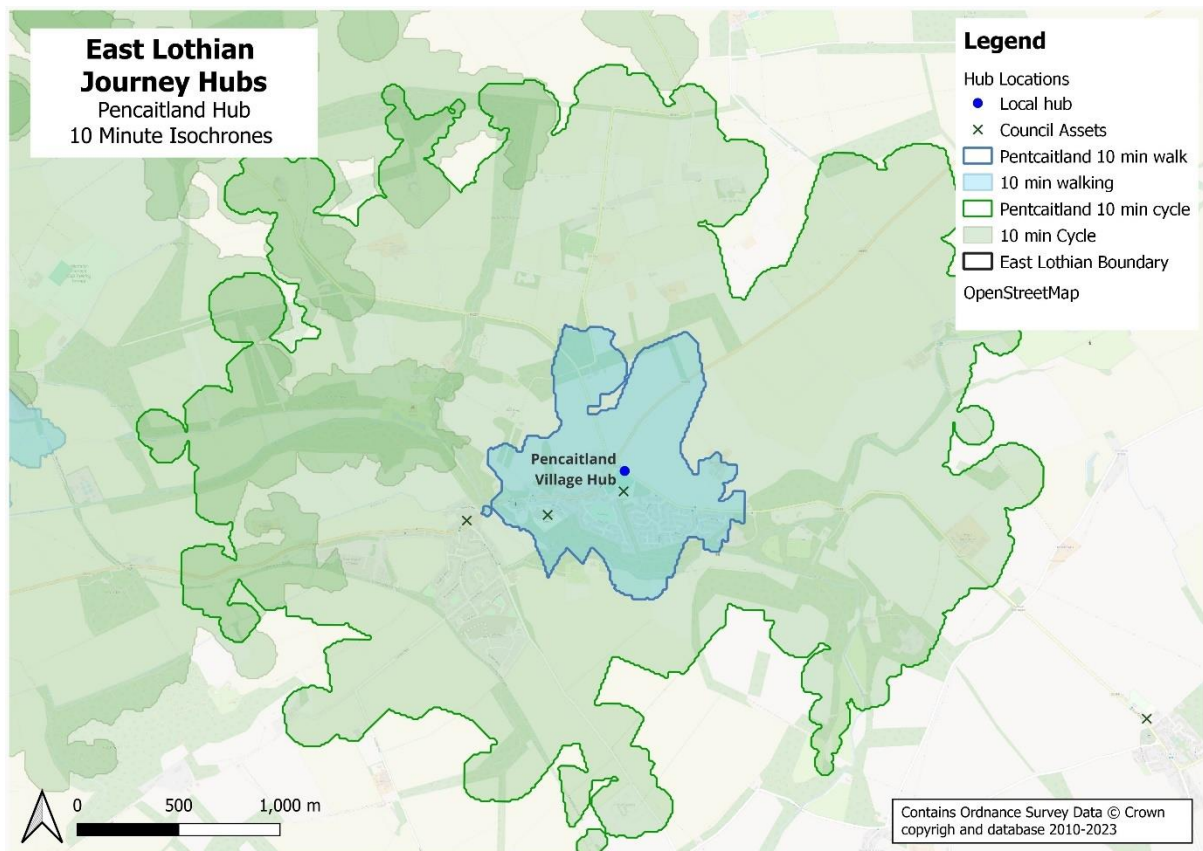 East Lothian
Journey Hubs
Pencaitland Hub
10 Minute Isochrones
Legend
Hub Locations
Local hub
Council Assets
Pentcaitland 10 min walk
10 min walking
Pentcaitland 10 min cycle
10 min Cycle
East Lothian Boundary
OpenStreetMap
Pencaitland
Village Hub
0 500 1,000 m
Contains Ordnance Survey Data © Crown
copyrigh and database 2010-2023